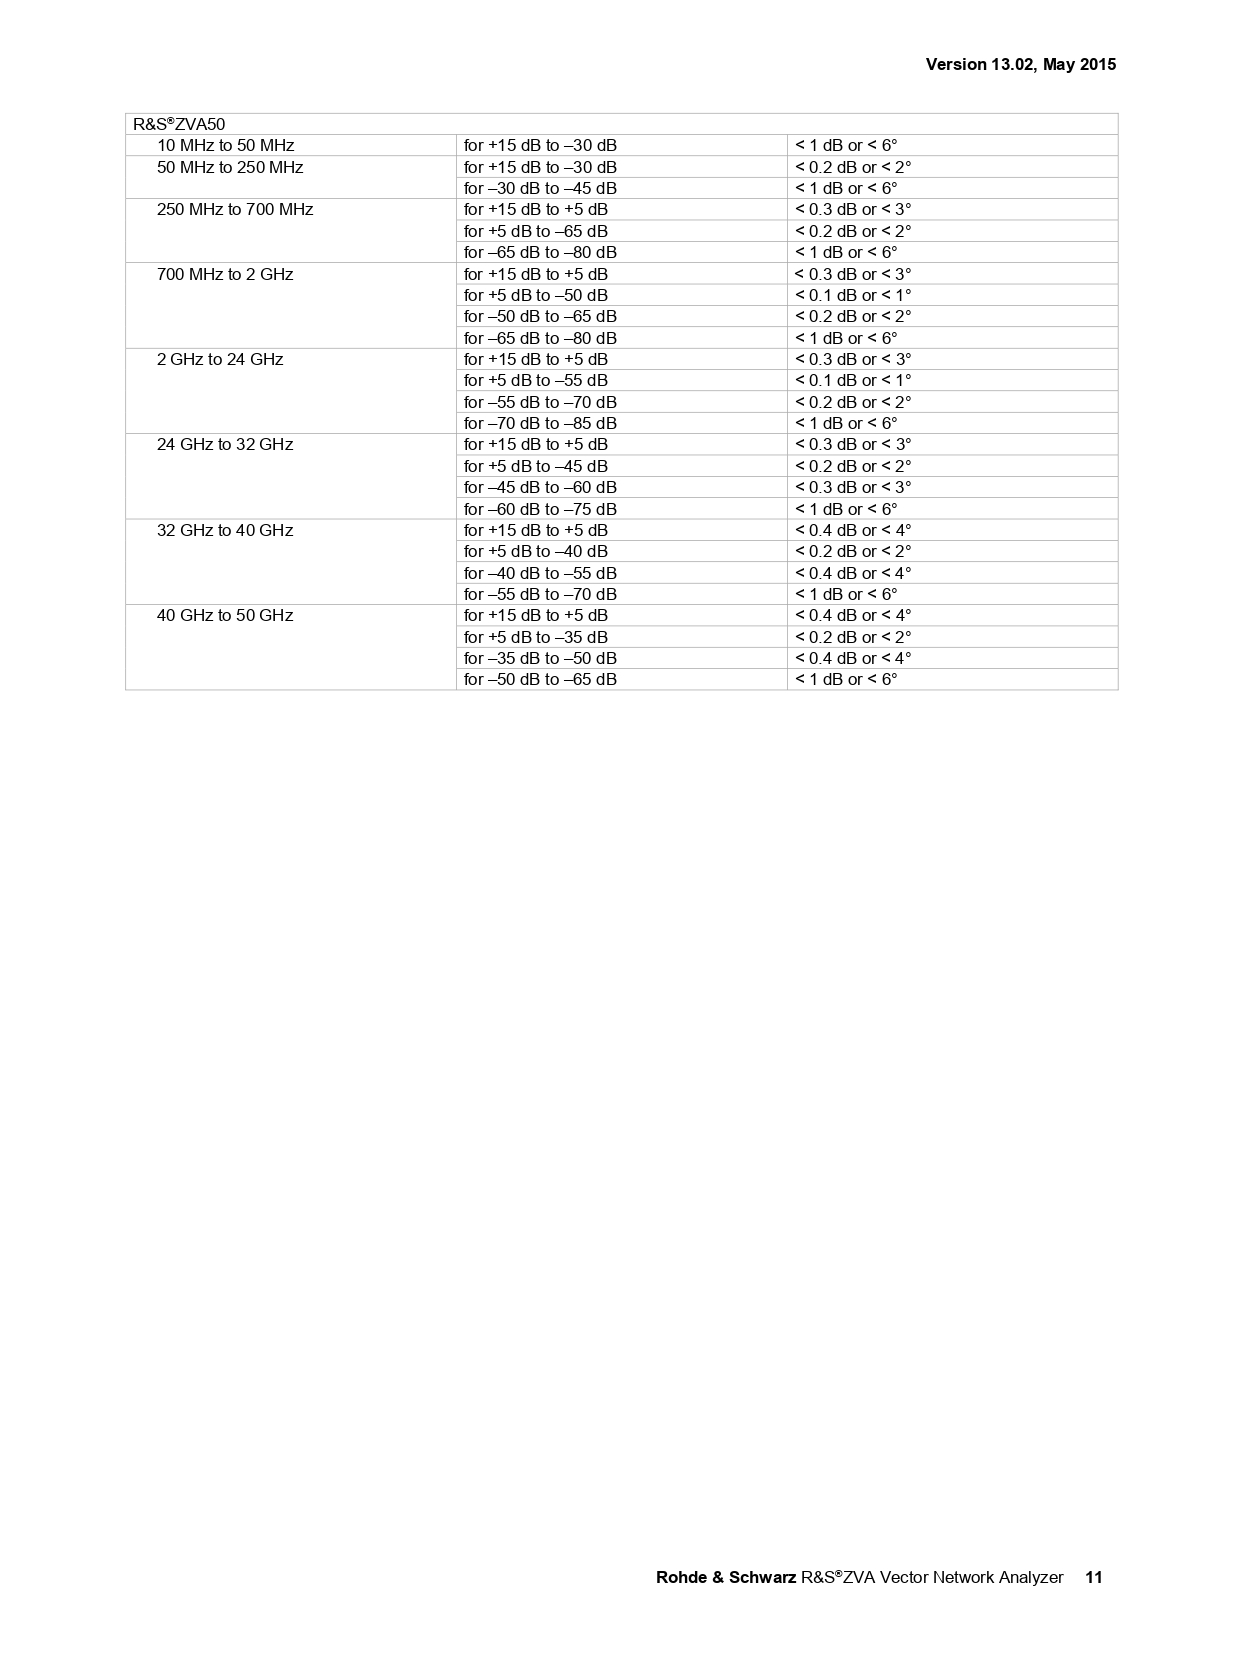 Version 13.02, May 2015
R&S®ZVA50
10 MHz to 50 MHz for +15 dB to –30 dB < 1 dB or < 6°
50 MHz to 250 MHz for +15 dB to –30 dB < 0.2 dB or < 2°
for –30 dB to –45 dB < 1 dB or < 6°
250 MHz to 700 MHz for +15 dB to +5 dB < 0.3 dB or < 3°
for +5 dB to –65 dB < 0.2 dB or < 2°
for –65 dB to –80 dB < 1 dB or < 6°
700 MHz to 2 GHz for +15 dB to +5 dB < 0.3 dB or < 3°
for +5 dB to –50 dB < 0.1 dB or < 1°
for –50 dB to –65 dB < 0.2 dB or < 2°
for –65 dB to –80 dB < 1 dB or < 6°
2 GHz to 24 GHz for +15 dB to +5 dB < 0.3 dB or < 3°
for +5 dB to –55 dB < 0.1 dB or < 1°
for –55 dB to –70 dB < 0.2 dB or < 2°
for –70 dB to –85 dB < 1 dB or < 6°
24 GHz to 32 GHz for +15 dB to +5 dB < 0.3 dB or < 3°
for +5 dB to –45 dB < 0.2 dB or < 2°
for –45 dB to –60 dB < 0.3 dB or < 3°
for –60 dB to –75 dB < 1 dB or < 6°
32 GHz to 40 GHz for +15 dB to +5 dB < 0.4 dB or < 4°
for +5 dB to –40 dB < 0.2 dB or < 2°
for –40 dB to –55 dB < 0.4 dB or < 4°
for –55 dB to –70 dB < 1 dB or < 6°
40 GHz to 50 GHz for +15 dB to +5 dB < 0.4 dB or < 4°
for +5 dB to –35 dB < 0.2 dB or < 2°
for –35 dB to –50 dB < 0.4 dB or < 4°
for –50 dB to –65 dB < 1 dB or < 6°
Rohde & Schwarz R&S®ZVA Vector Network Analyzer 11